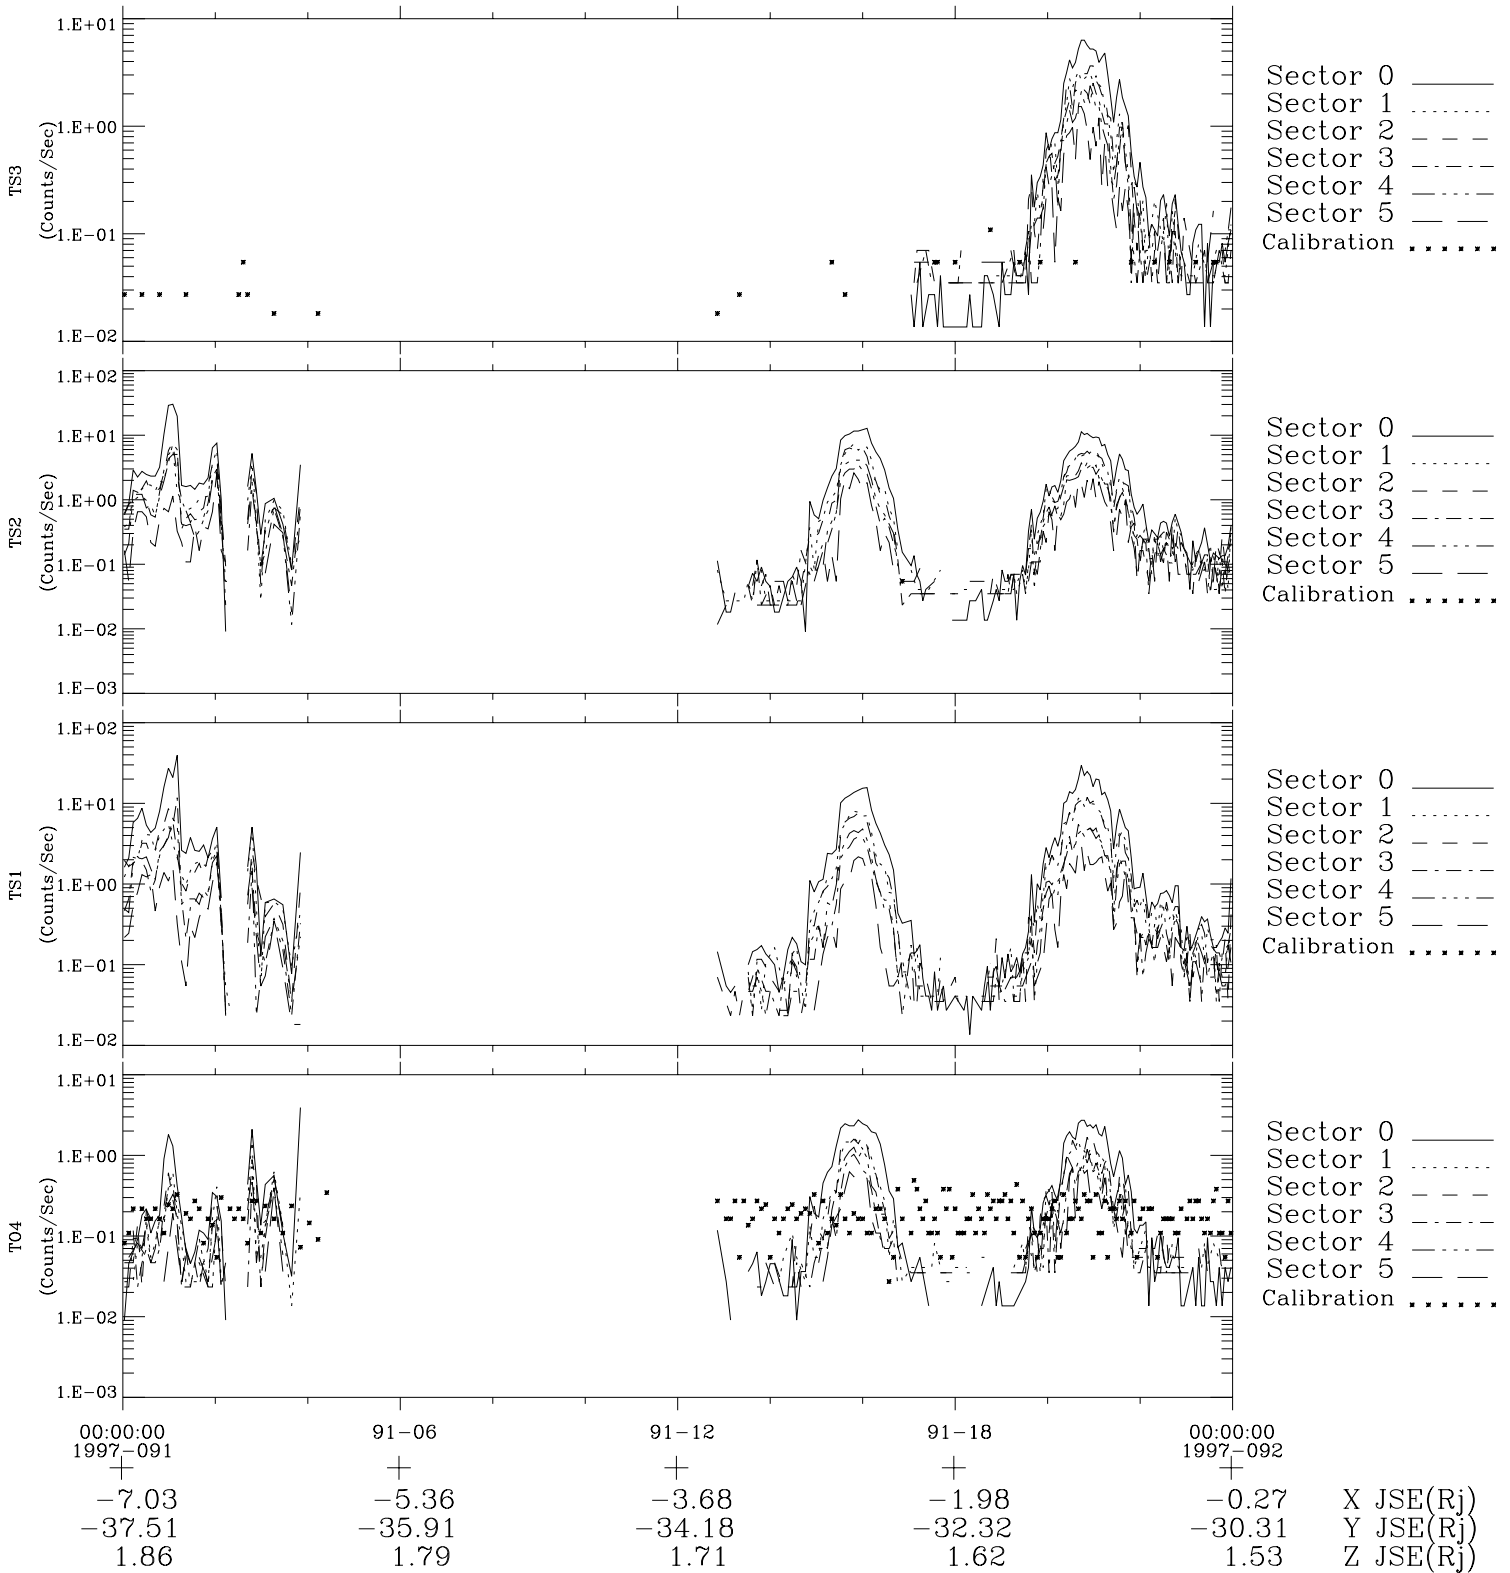 1.E+01
1.E+00
1.E-01
1.E-02
TS3
(Counts/Sec)
Sector 0
Sector 1
Sector 2
Sector 3
Sector 4
Sector 5
Calibration
1.E+02
1.E+01
1.E+00
1.E-01
1.E-02
1.E-03
TS2
(Counts/Sec)
Sector 0
Sector 1
Sector 2
Sector 3
Sector 4
Sector 5
Calibration
1.E+02
1.E+01
1.E+00
1.E-01
1.E-02
TS1
(Counts/Sec)
Sector 0
Sector 1
Sector 2
Sector 3
Sector 4
Sector 5
Calibration
1.E+01
1.E+00
1.E-01
1.E-02
1.E-03
T04
(Counts/Sec)
Sector 0
Sector 1
Sector 2
Sector 3
Sector 4
Sector 5
Calibration
00:00:00 91-06 91-12 91-18 00:00:00
1997-091 1997-092
-7.03 -5.36 -3.68 -1.98 -0.27 X JSE(Rj)
-37.51 -35.91 -34.18 -32.32 -30.31 Y JSE(Rj)
1.86 1.79 1.71 1.62 1.53 Z JSE(Rj)